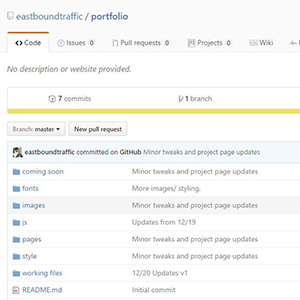 eastboundtraffic / portfolio
Code Issues 0 Pull requests 0 Projects 0 Wiki
No description or website provided.
7 commits 1 branch
Branch: master New pull request
eastboundtraffic committed on GitHub Minor tweaks and project page updates
coming soon Minor tweaks and project page updates
fonts More images/ styling.
images Minor tweaks and project page updates
js Updates from 12/19
pages Minor tweaks and project page updates
style Minor tweaks and project page updates
working files 12/20 Updates v1
README.md Initial commit